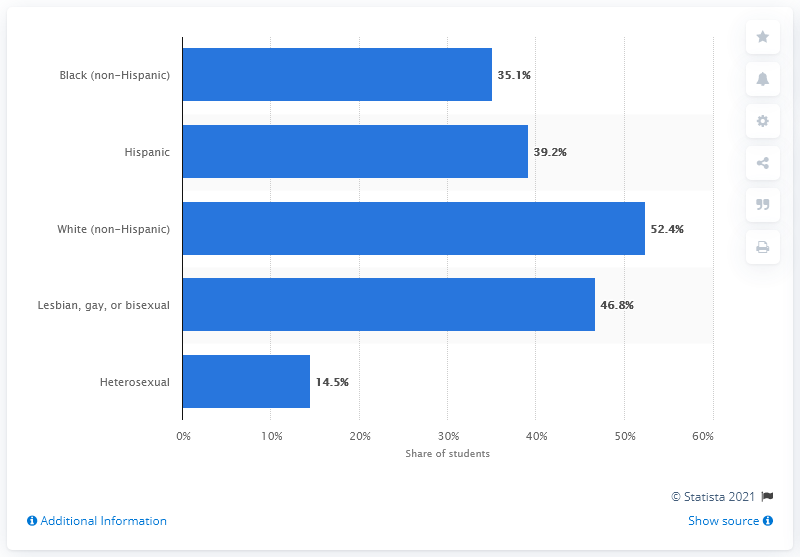 Black (non-Hispanic) 35.1%
Hispanic 39.2%
White (non-Hispanic) 52.4%
Lesbian, gay, or bisexual 46.8%
Heterosexual 14.5%
0% 10% 20% 30% 40% 50% 60%
Share of students
© Statista 2021
Additional Information Show source